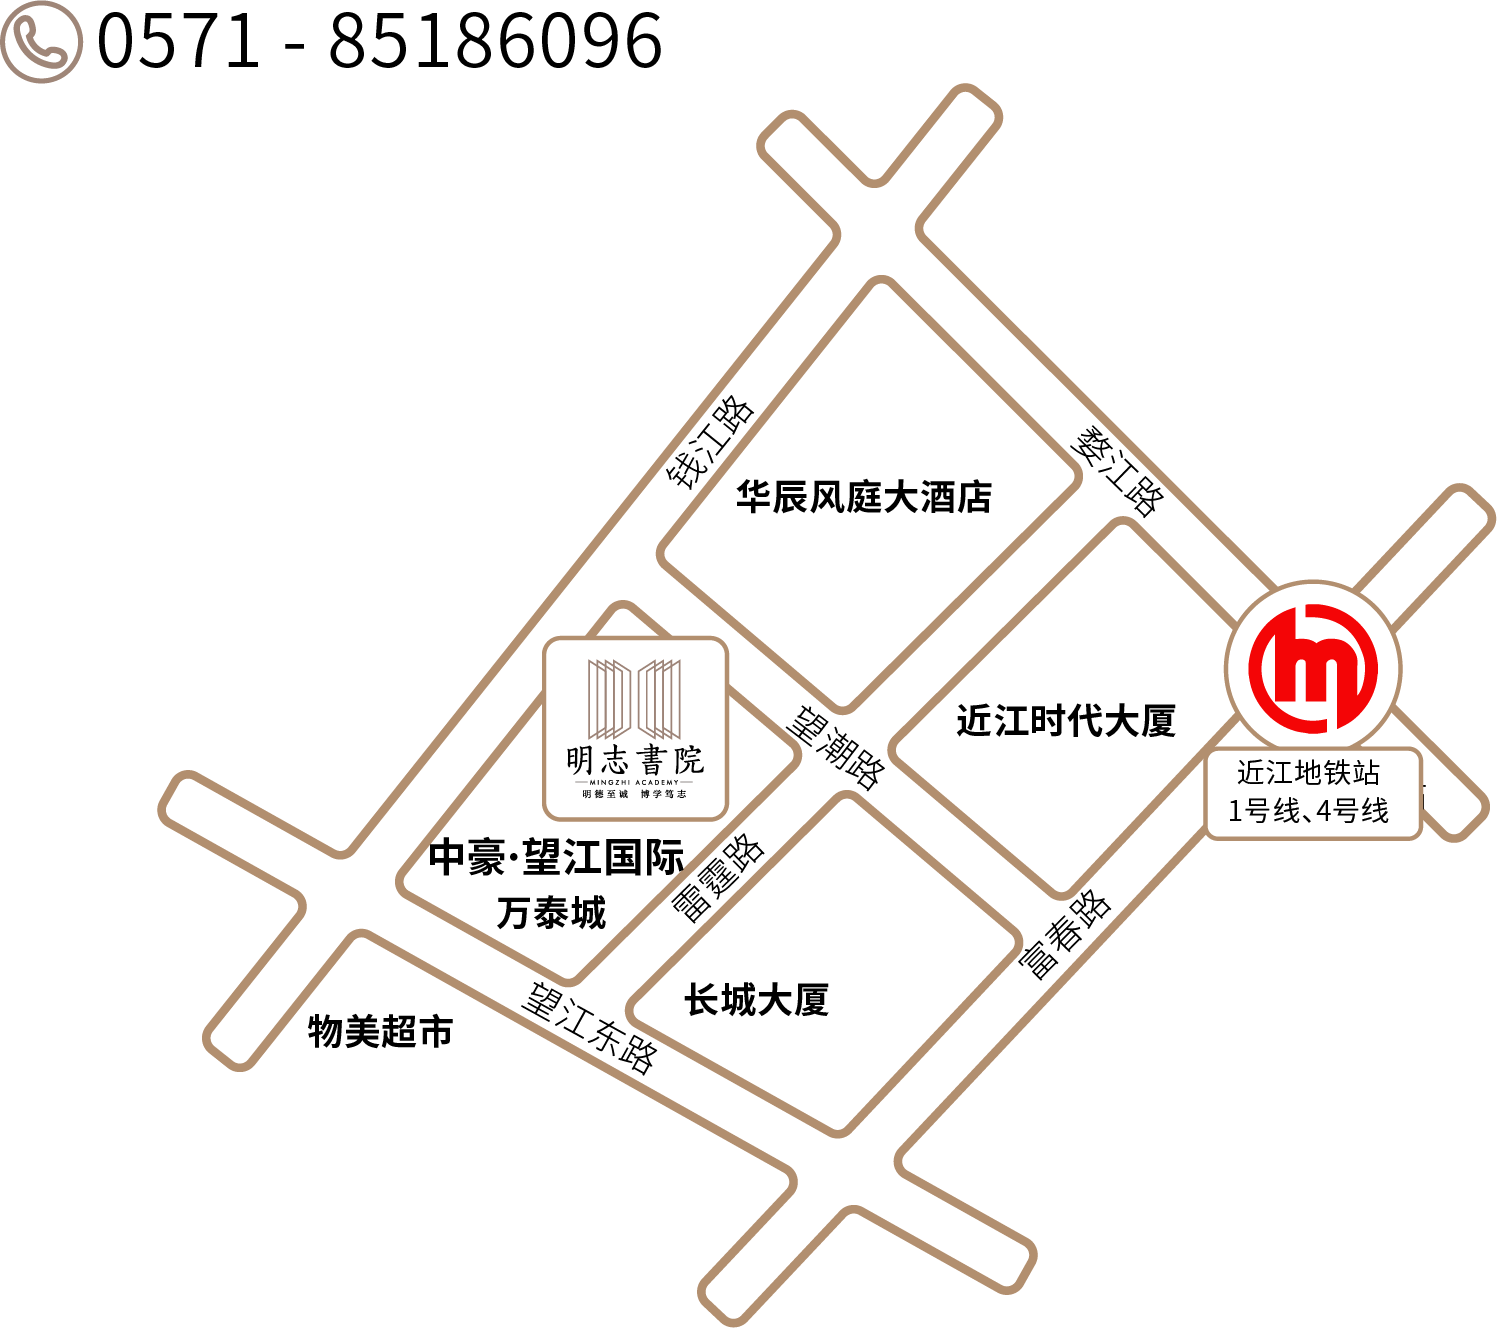 0571 - 85186096
钱江路
婺江路
华辰风庭大酒店
近江时代大厦
望潮路
明志書院
MINGZHI ACADEMY
明德至诚 博学笃志
近江地铁站
1号线、4号线
中豪·望江国际
万泰城
雷霆路
富春路
长城大厦
望江东路
物美超市